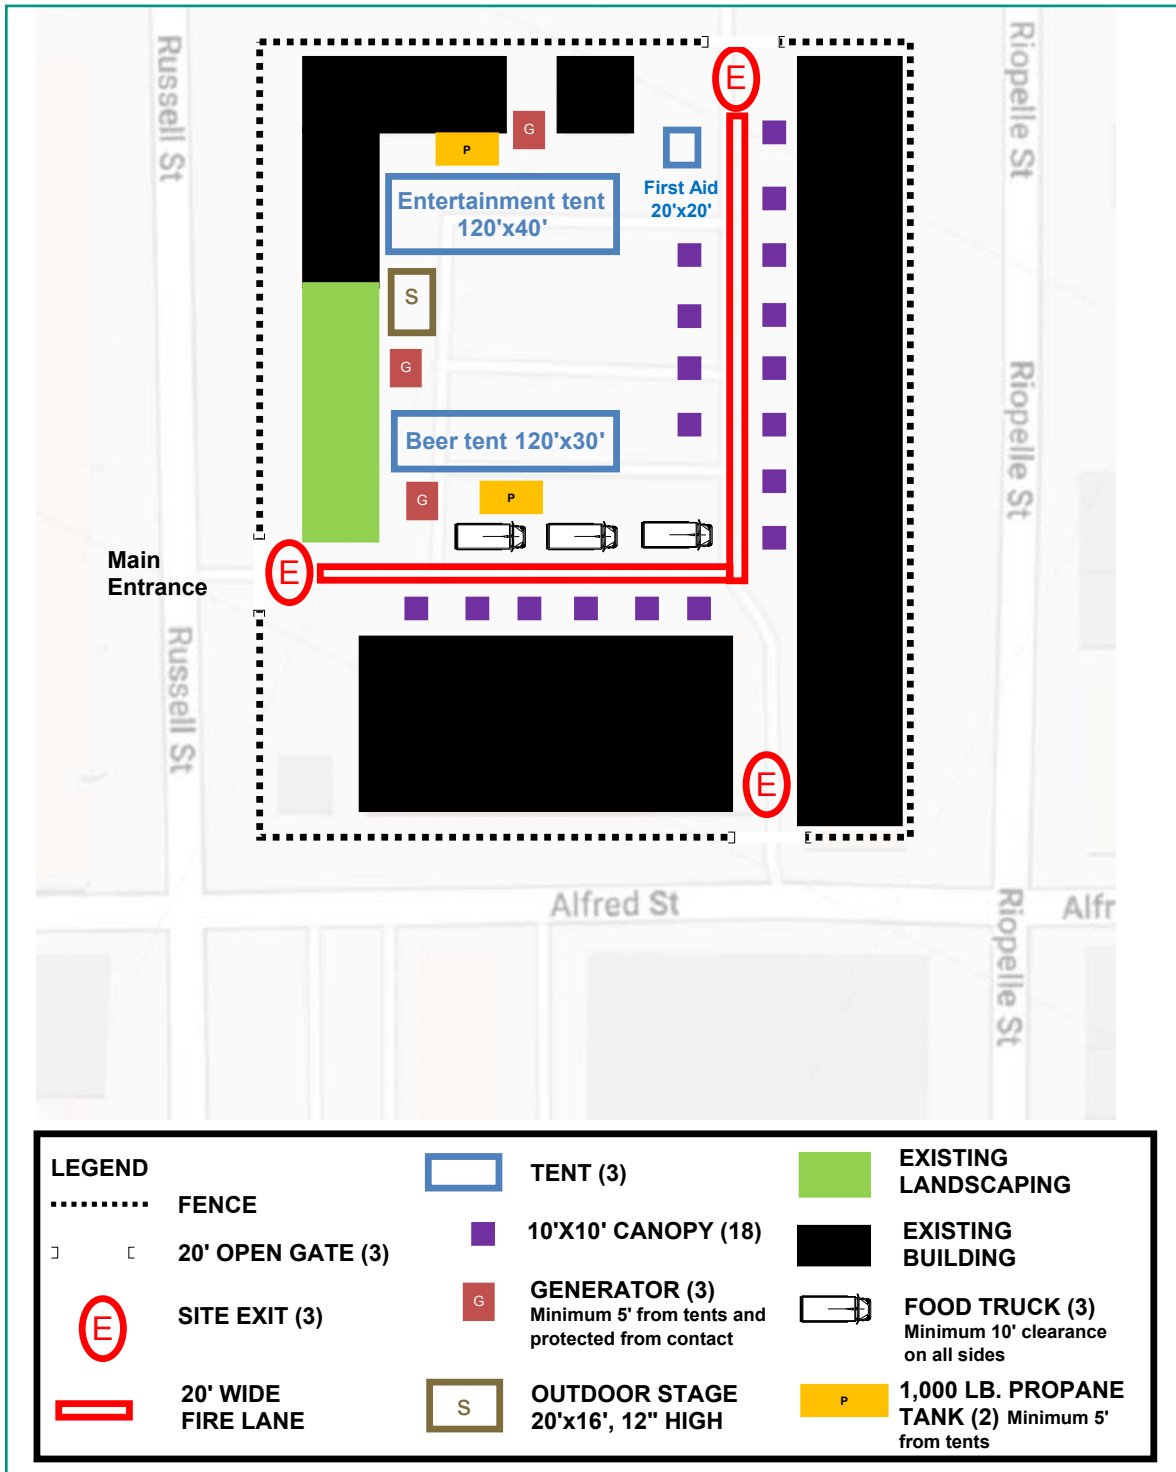 Russell St
Riopelle St
E
G
P
First Aid
20'x20'
Entertainment tent
120'x40'
S
G
Riopelle St
Beer tent 120'x30'
G
P
Main
Entrance
E
Russell St
E
Alfred St
Riopelle St
Alfr
LEGEND
FENCE
20' OPEN GATE (3)
E
SITE EXIT (3)
20' WIDE
FIRE LANE
TENT (3)
10'X10' CANOPY (18)
G
GENERATOR (3)
Minimum 5' from tents and
protected from contact
S
OUTDOOR STAGE
20'x16', 12" HIGH
EXISTING
LANDSCAPING
EXISTING
BUILDING
FOOD TRUCK (3)
Minimum 10' clearance
on all sides
P
1,000 LB. PROPANE
TANK (2) Minimum 5'
from tents